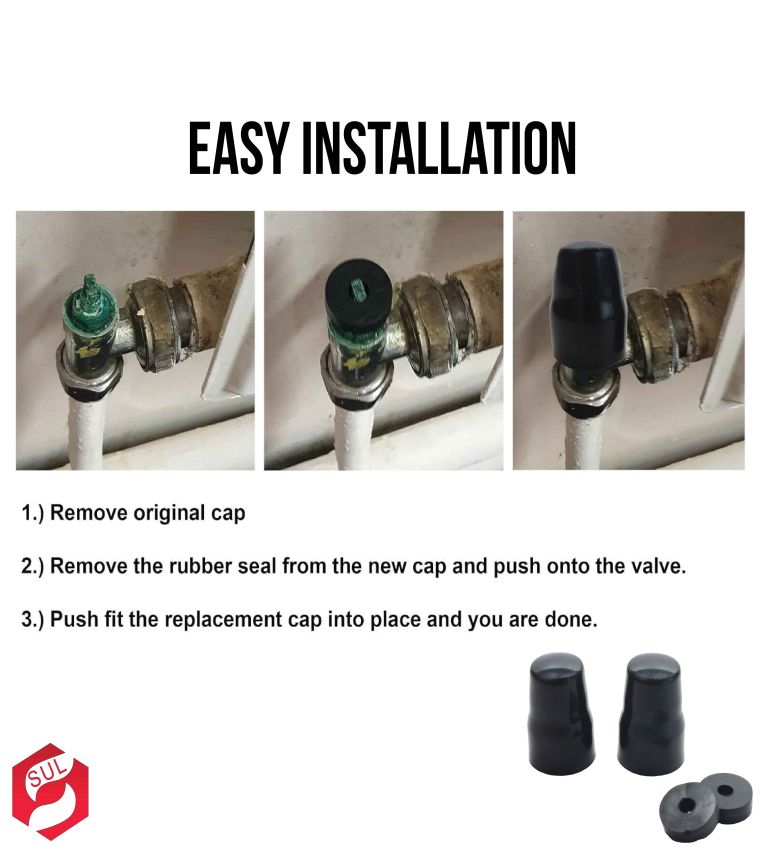 EASY INSTALLATION
1.) Remove original cap
2.) Remove the rubber seal from the new cap and push onto the valve.
3.) Push fit the replacement cap into place and you are done.
SUL